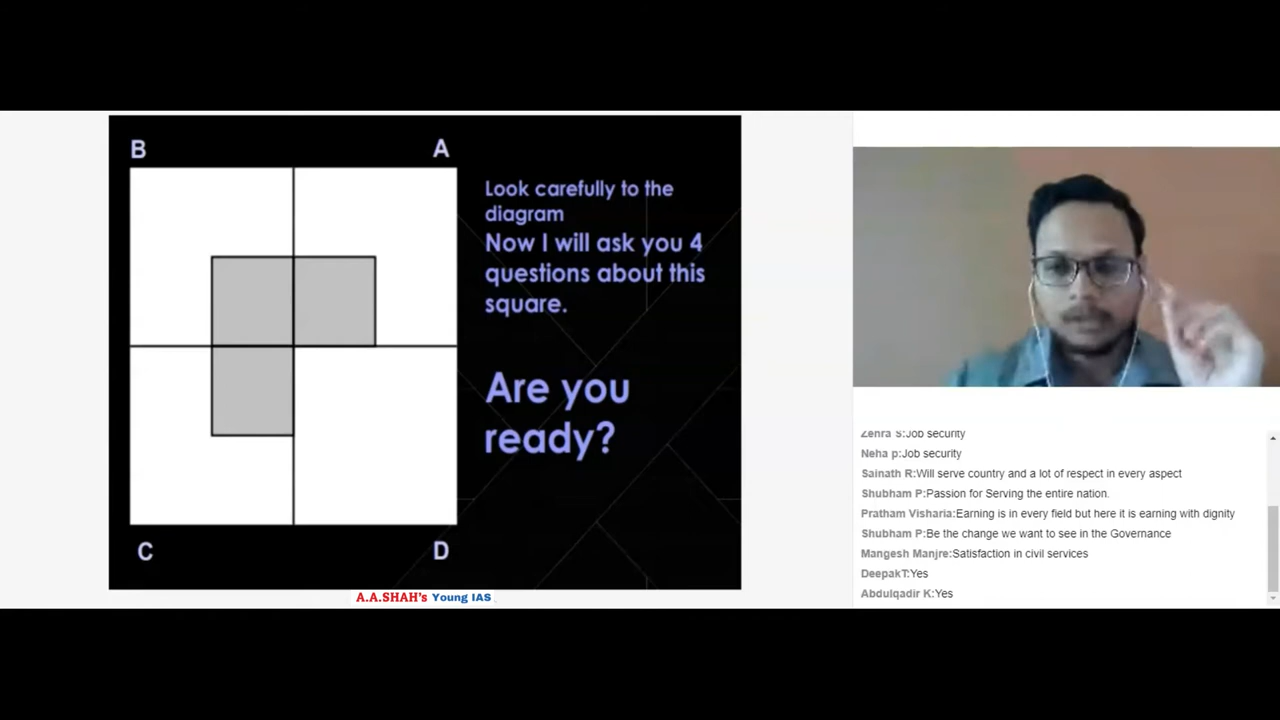 B
A
Look carefully to the
diagram
Now I will ask you 4
questions about this
square.
Are you
ready?
C
D
A.A.SHAH's Young IAS
Zehra S:Job security
Neha p:Job security
Sainath R:Will serve country and a lot of respect in every aspect
Shubham P:Passion for Serving the entire nation.
Pratham Visharia:Earning is in every field but here it is earning with dignity
Shubham P:Be the change we want to see in the Governance
Mangesh Manjre:Satisfaction in civil services
DeepakT:Yes
Abdulqadir K:Yes